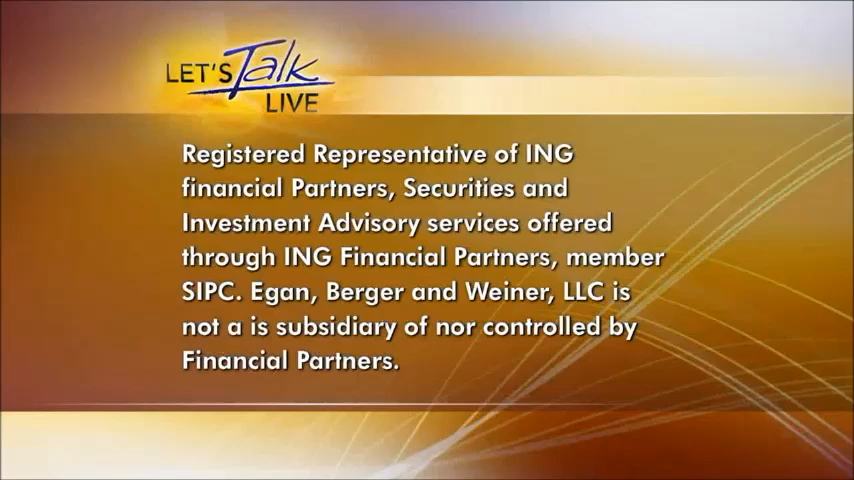 LET'S Talk
LIVE
Registered Representative of ING
financial Partners, Securities and
Investment Advisory services offered
through ING Financial Partners, member
SIPC. Egan, Berger and Weiner, LLC is
not a is subsidiary of nor controlled by
Financial Partners.